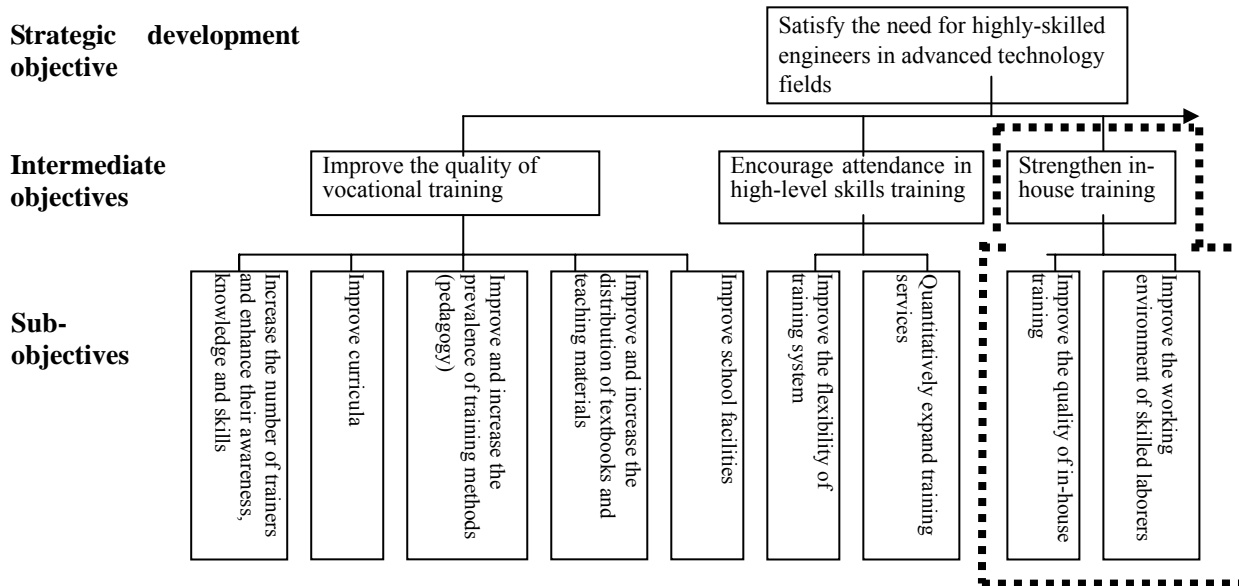 Strategic development
objective
Satisfy the need for highly-skilled
engineers in advanced technology
fields
Intermediate
objectives
Improve the quality of
vocational training
Encourage attendance in
high-level skills training
Strengthen in-
house training
Sub-
objectives
Increase the number of trainers
and enhance their awareness,
knowledge and skills
Improve curricula
Improve and increase the
prevalence of training methods
(pedagogy)
Improve and increase the
distribution of textbooks and
teaching materials
Improve school facilities
Improve the flexibility of
training system
Quantitatively expand training
services
Improve the quality of in-house
training
Improve the working
environment of skilled laborers